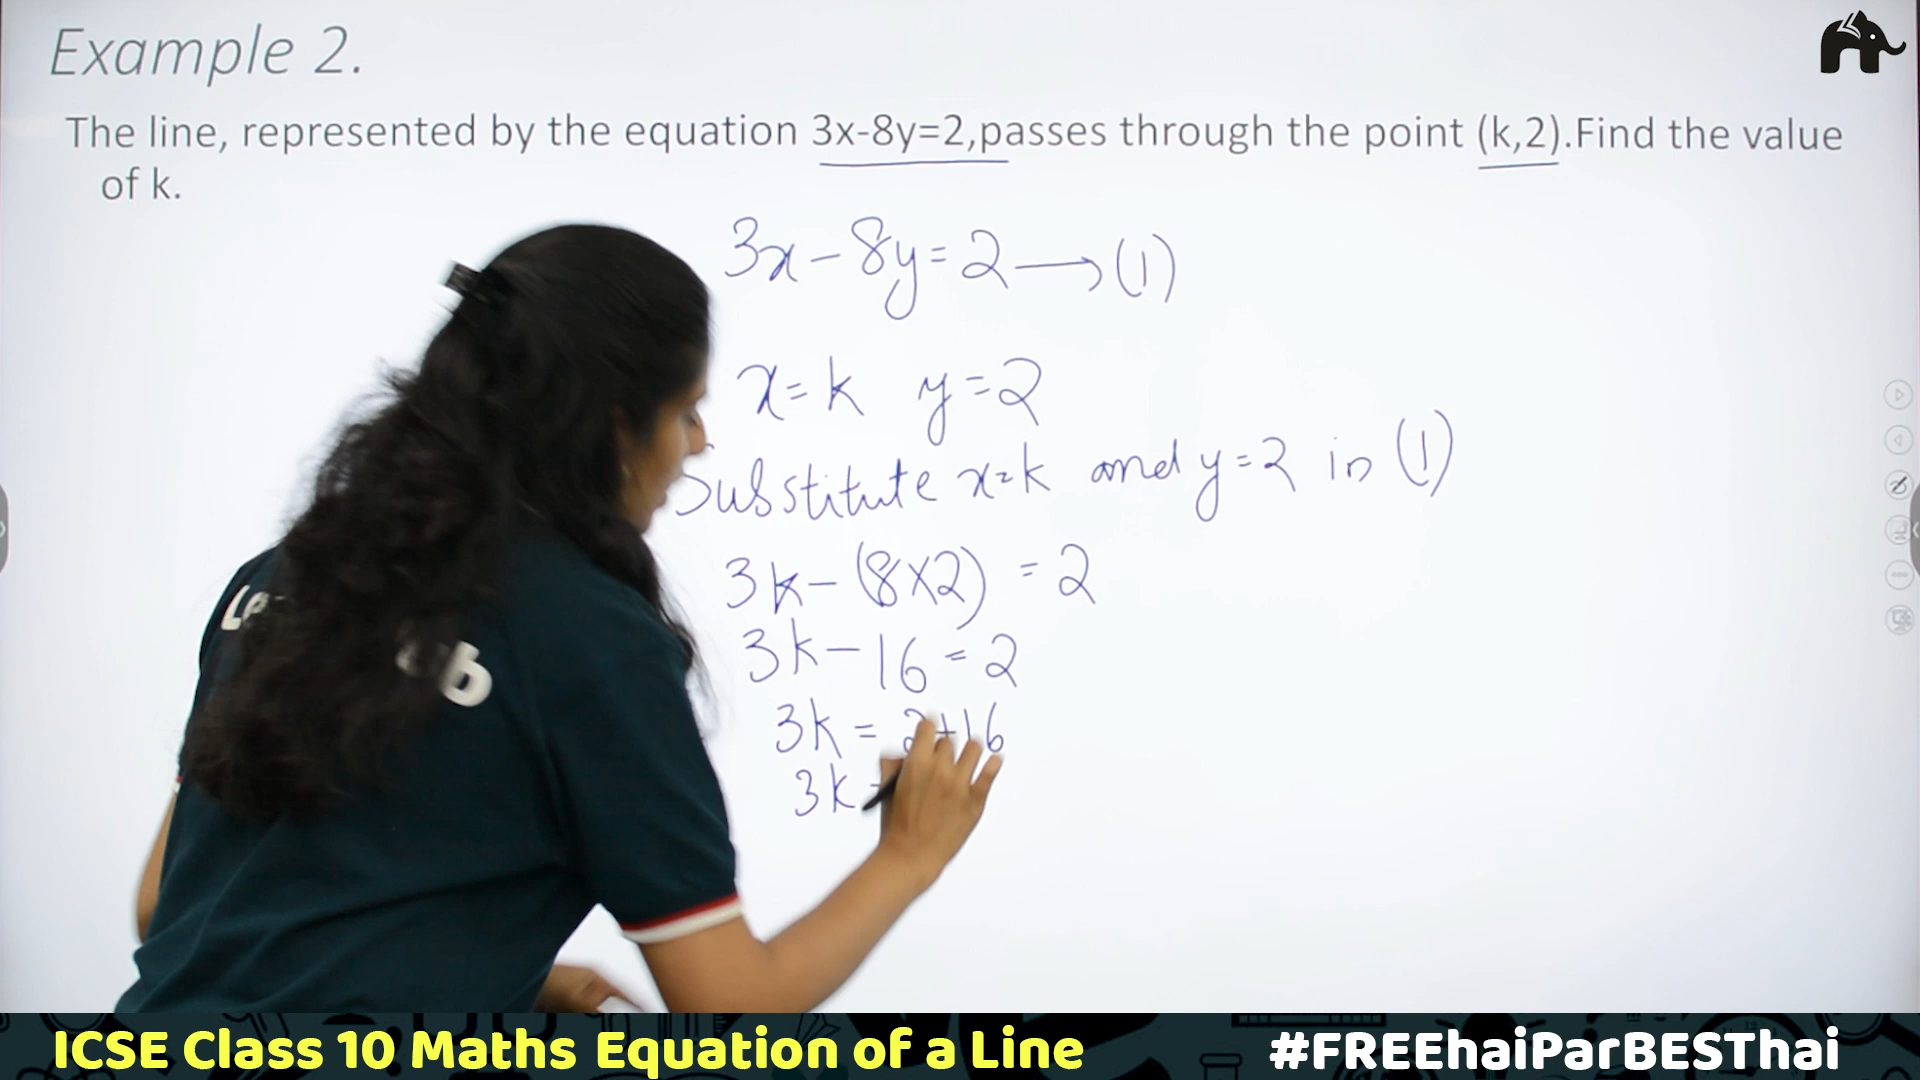 Example 2.
The line, represented by the equation 3x-8y=2,passes through the point (k,2).Find the value
of k.
3x-8y=2→(1)
x=k y=2
Substitute x=k and y=2 in (1)
3k-(8×2) =2
3k-16=2
3k=2+16
3k
ICSE Class 10 Maths Equation of a Line
#FREEhaiParBESThai